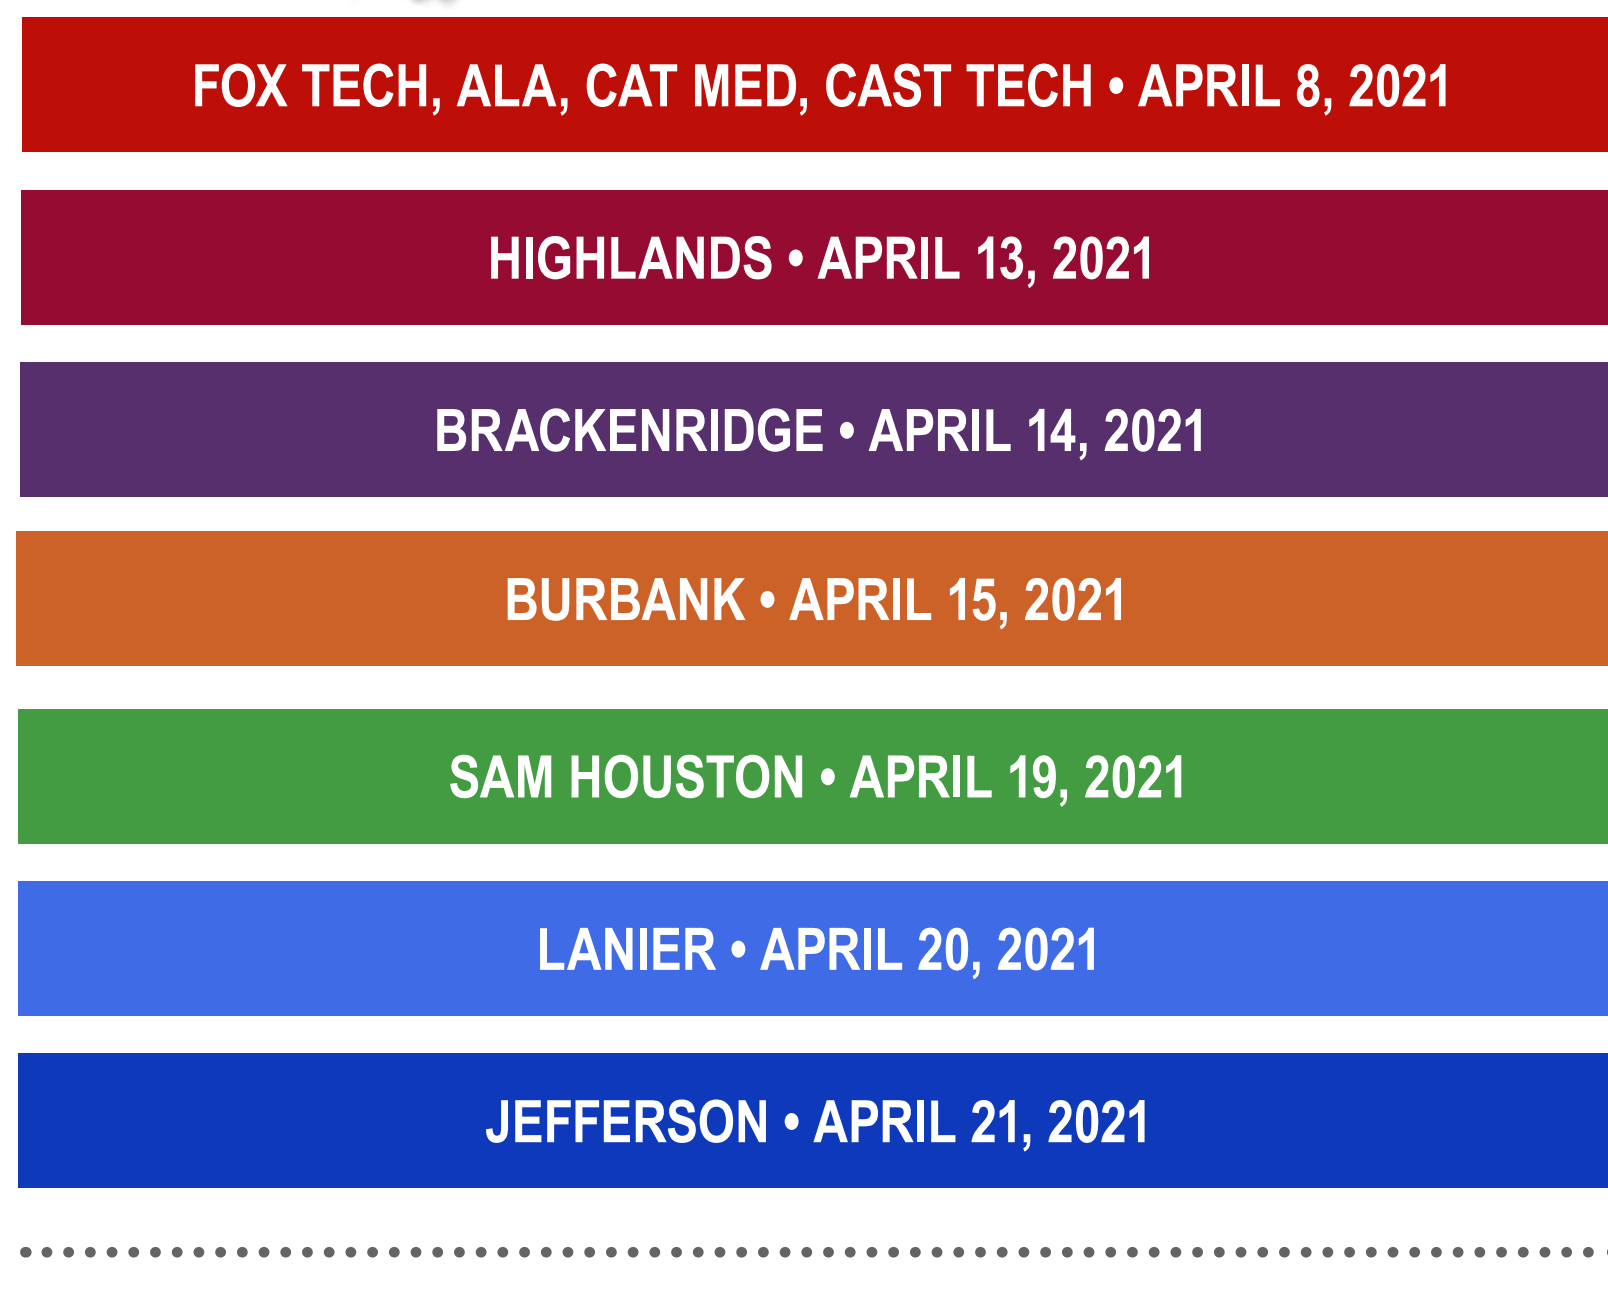 FOX TECH, ALA, CAT MED, CAST TECH • APRIL 8, 2021
HIGHLANDS • APRIL 13, 2021
BRACKENRIDGE • APRIL 14, 2021
BURBANK • APRIL 15, 2021
SAM HOUSTON • APRIL 19, 2021
LANIER • APRIL 20, 2021
JEFFERSON • APRIL 21, 2021